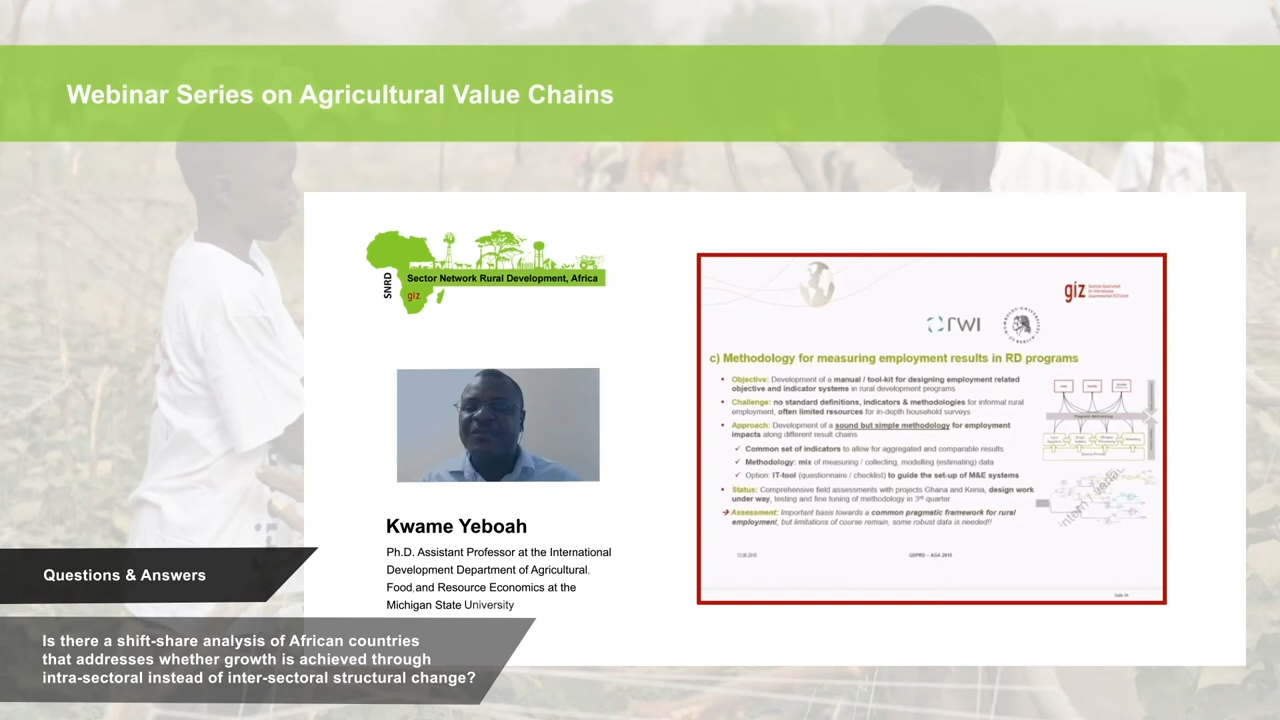 Webinar Series on Agricultural Value Chains
SNRD
Sector Network Rural Development, Africa
giz
Kwame Yeboah
Ph.D. Assistant Professor at the International
Development Department of Agricultural.
Food and Resource Economics at the
Michigan State University
giz
rwi
c) Methodology for measuring employment results in RD programs
Objective: Development of a manual / tool-kit for designing employment related
objective and indicator systems in rural development programs
Challenge: no standard definitions, indicators & methodologies for informal rural
employment, often limited resources for in-depth household surveys
Approach: Development of a sound but simple methodology for employment
impacts along different result chains
✓ Common set of indicators to allow for aggregated and comparable results
✓ Methodology: mix of measuring / collecting, modelling (estimating) data
✓ Option: IT-tool (questionnaire / checklist) to guide the set-up of M&E systems
Status: Comprehensive field assessments with projects Ghana and Kenia, design work
under way, testing and fine tuning of methodology in 3rd quarter
➔ Assessment: Important basis towards a common pragmatic framework for rural
employment, but limitations of course remain, some robust data is needed!!
Questions & Answers
Is there a shift-share analysis of African countries
that addresses whether growth is achieved through
intra-sectoral instead of inter-sectoral structural change?